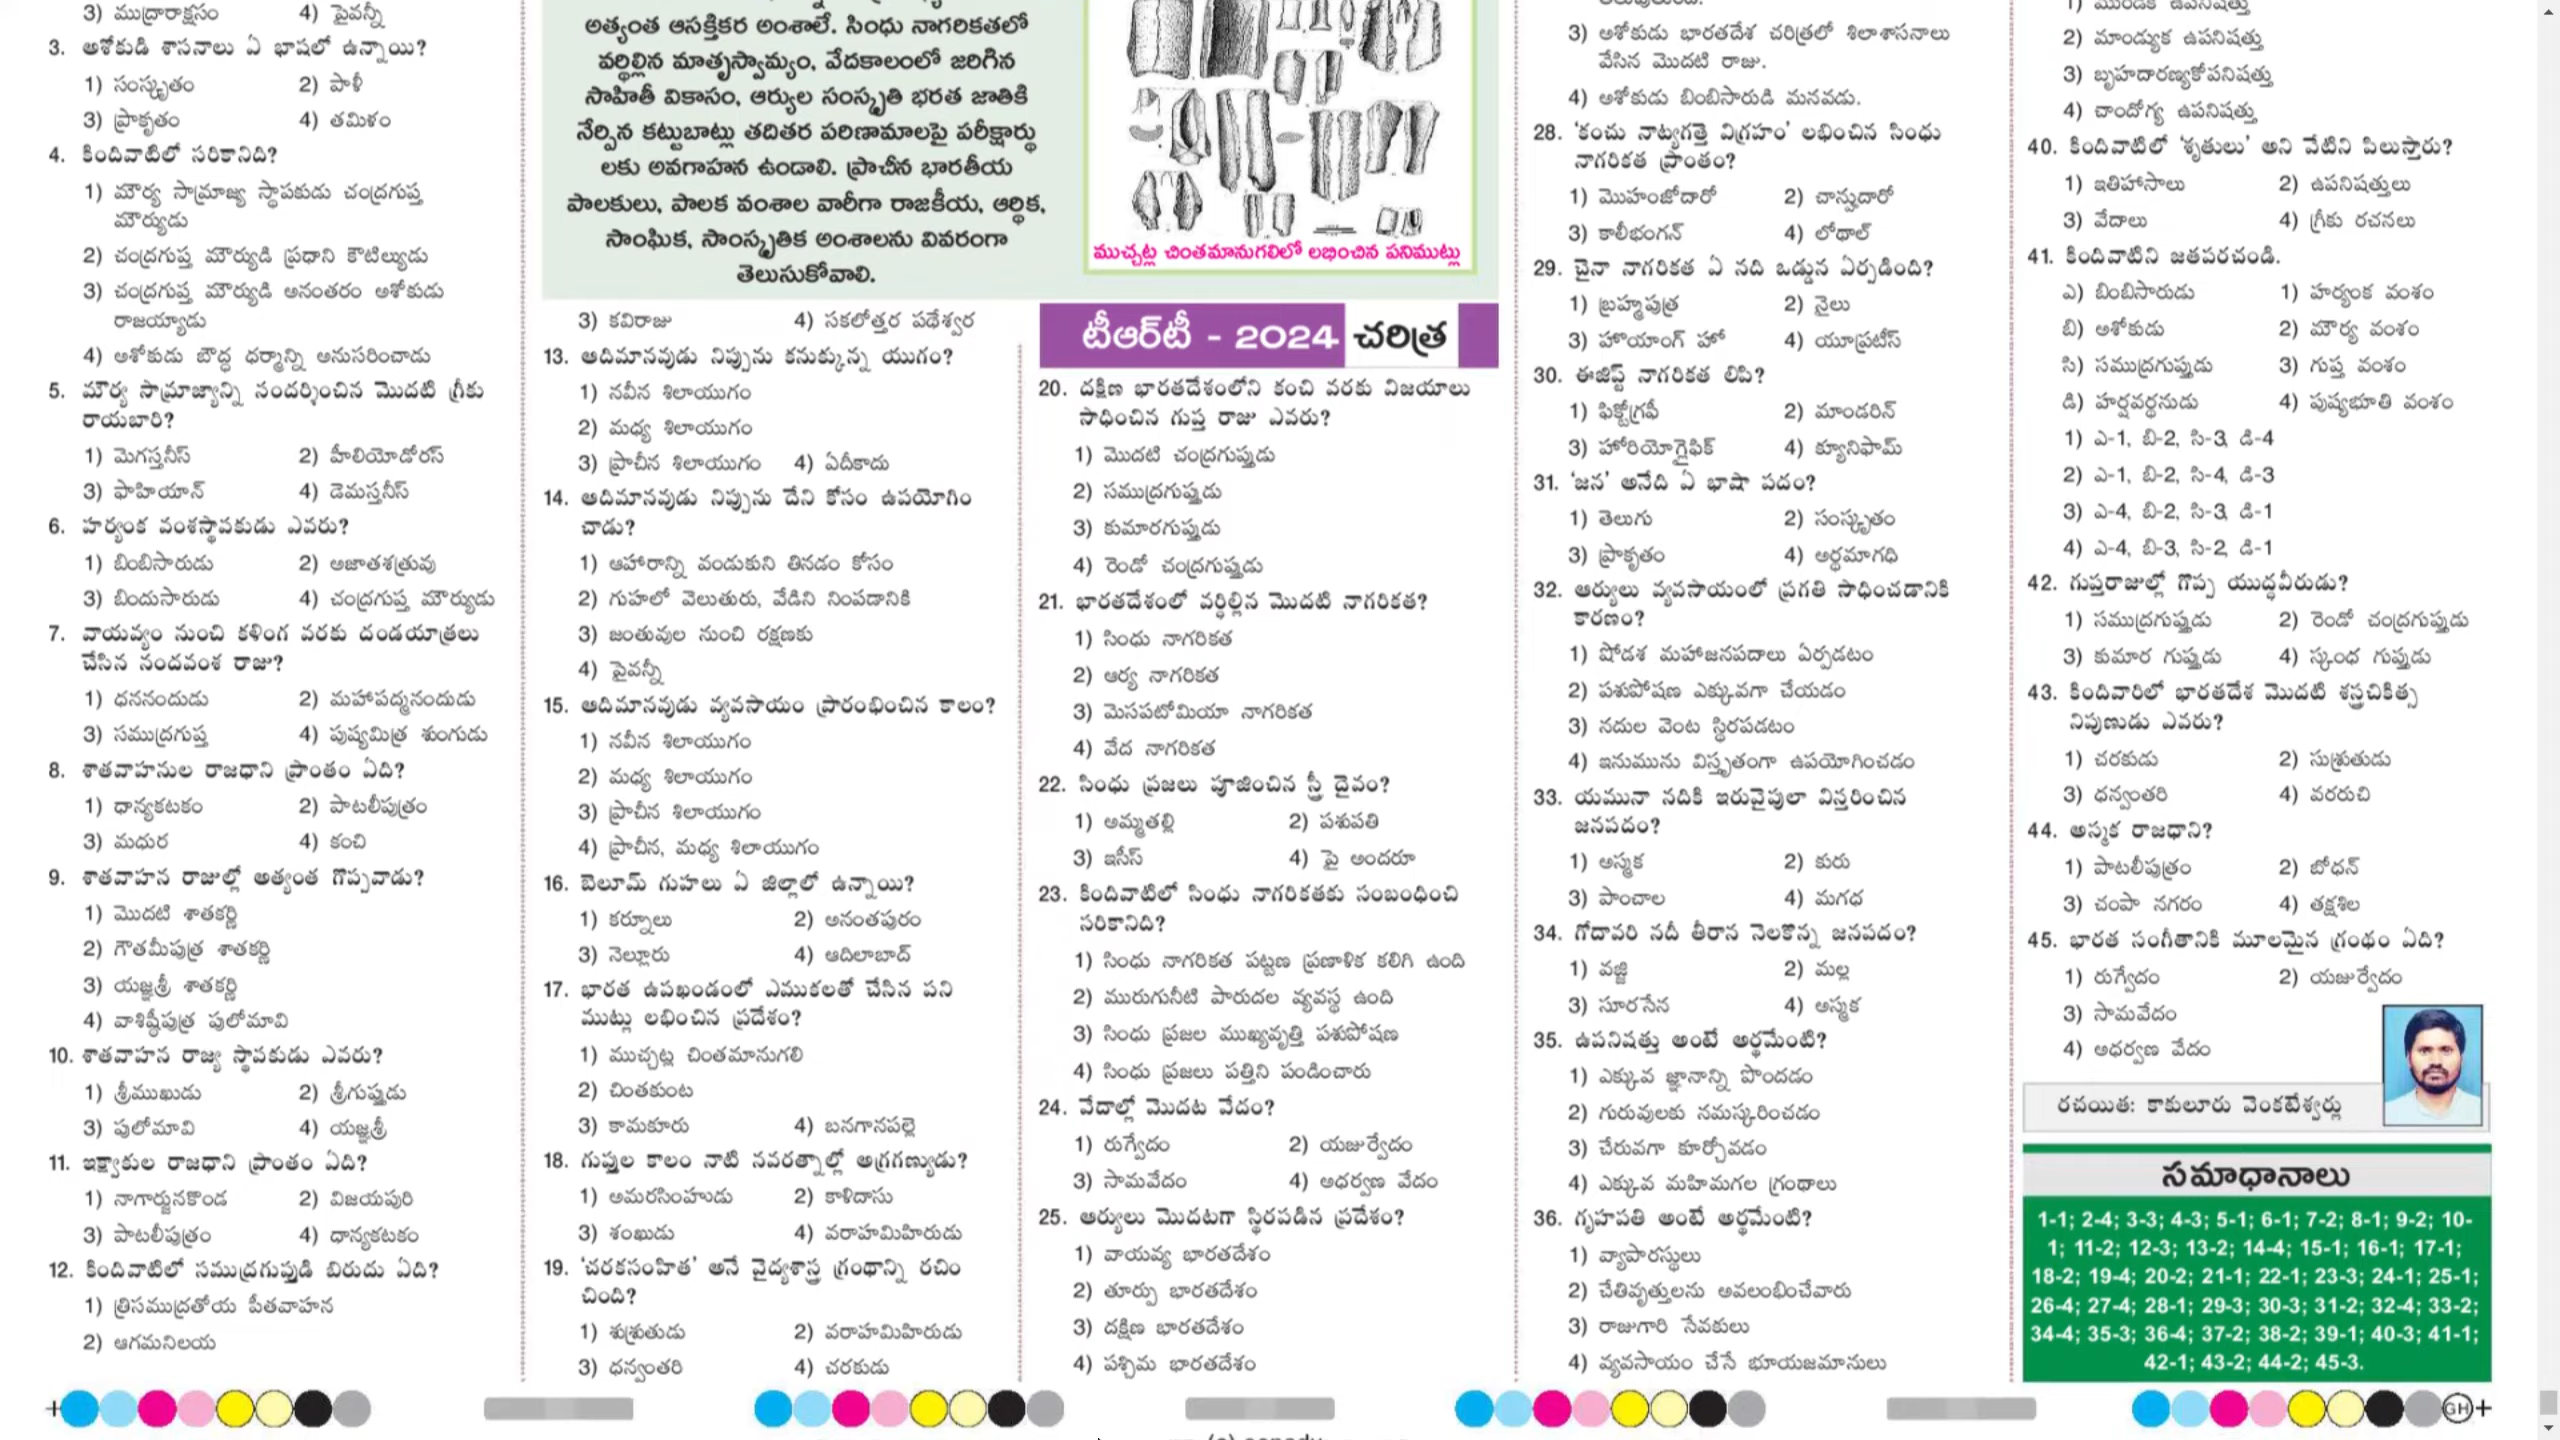 3) ముద్రారాక్షసం 4) పైవన్నీ
3. అశోకుడి శాసనాలు ఏ భాషలో ఉన్నాయి?
1) సంస్కృతం 2) పాళీ
3) ప్రాకృతం 4) తమిళం
4. కిందివాటిలో సరికానిది?
1) మౌర్య సామ్రాజ్య స్థాపకుడు చంద్రగుప్త
మౌర్యుడు
2) చంద్రగుప్త మౌర్యుడి ప్రధాని కౌటిల్యుడు
3) చంద్రగుప్త మౌర్యుడి అనంతరం అశోకుడు
రాజయ్యాడు
4) అశోకుడు బౌద్ధ ధర్మాన్ని అనుసరించాడు
5. మౌర్య సామ్రాజ్యాన్ని సందర్శించిన మొదటి గ్రీకు
రాయబారి?
1) మెగస్తనీస్ 2) హీలియోడోరస్
3) ఫాహియాన్ 4) డెమస్తనీస్
6. హర్యంక వంశస్థాపకుడు ఎవరు?
1) బింబిసారుడు 2) అజాతశత్రువు
3) బిందుసారుడు 4) చంద్రగుప్త మౌర్యుడు
7. వాయవ్యం నుంచి కళింగ వరకు దండయాత్రలు
చేసిన నందవంశ రాజు?
1) ధననందుడు 2) మహాపద్మనందుడు
3) సముద్రగుప్త 4) పుష్యమిత్ర శుంగుడు
8. శాతవాహనుల రాజధాని ప్రాంతం ఏది?
1) ధాన్యకటకం 2) పాటలీపుత్రం
3) మధుర 4) కంచి
9. శాతవాహన రాజుల్లో అత్యంత గొప్పవాడు?
1) మొదటి శాతకర్ణి
2) గౌతమీపుత్ర శాతకర్ణి
3) యజ్ఞశ్రీ శాతకర్ణి
4) వాశిష్ఠీపుత్ర పులోమావి
10. శాతవాహన రాజ్య స్థాపకుడు ఎవరు?
1) శ్రీముఖుడు 2) శ్రీగుప్తుడు
3) పులోమావి 4) యజ్ఞశ్రీ
11. ఇక్ష్వాకుల రాజధాని ప్రాంతం ఏది?
1) నాగార్జునకొండ 2) విజయపురి
3) పాటలీపుత్రం 4) ధాన్యకటకం
12. కిందివాటిలో సముద్రగుప్తుడి బిరుదు ఏది?
1) త్రిసముద్రతోయ పీతవాహన
2) ఆగమనిలయ
అత్యంత ఆసక్తికర అంశాలే. సింధు నాగరికతలో
వర్థిల్లిన మాతృస్వామ్యం, వేదకాలంలో జరిగిన
సాహితీ వికాసం, ఆర్యుల సంస్కృతి భరత జాతికి
నేర్పిన కట్టుబాట్లు తదితర పరిణామాలపై పరీక్షార్థు
లకు అవగాహన ఉండాలి. ప్రాచీన భారతీయ
పాలకులు, పాలక వంశాల వారీగా రాజకీయ, ఆర్థిక,
సాంఘిక, సాంస్కృతిక అంశాలను వివరంగా
తెలుసుకోవాలి.
ముచ్చట్ల చింతమానుగలిలో లభించిన పనిముట్లు
3) కవిరాజు 4) సకలోత్తర పథేశ్వర
13. ఆదిమానవుడు నిప్పును కనుక్కున్న యుగం?
1) నవీన శిలాయుగం
2) మధ్య శిలాయుగం
3) ప్రాచీన శిలాయుగం 4) ఏదీకాదు
14. ఆదిమానవుడు నిప్పును దేని కోసం ఉపయోగిం
చాడు?
1) ఆహారాన్ని వండుకుని తినడం కోసం
2) గుహలో వెలుతురు, వేడిని నింపడానికి
3) జంతువుల నుంచి రక్షణకు
4) పైవన్నీ
15. ఆదిమానవుడు వ్యవసాయం ప్రారంభించిన కాలం?
1) నవీన శిలాయుగం
2) మధ్య శిలాయుగం
3) ప్రాచీన శిలాయుగం
4) ప్రాచీన, మధ్య శిలాయుగం
16. బెలూమ్ గుహలు ఏ జిల్లాలో ఉన్నాయి?
1) కర్నూలు 2) అనంతపురం
3) నెల్లూరు 4) ఆదిలాబాద్
17. భారత ఉపఖండంలో ఎముకలతో చేసిన పని
ముట్లు లభించిన ప్రదేశం?
1) ముచ్చట్ల చింతమానుగలి
2) చింతకుంట
3) కామకూరు 4) బనగానపల్లె
18. గుప్తుల కాలం నాటి నవరత్నాల్లో అగ్రగణ్యుడు?
1) అమరసింహుడు 2) కాళిదాసు
3) శంఖుడు 4) వరాహమిహిరుడు
19. ‘చరకసంహిత’ అనే వైద్యశాస్త్ర గ్రంథాన్ని రచిం
చింది?
1) శుశ్రుతుడు 2) వరాహమిహిరుడు
3) ధన్వంతరి 4) చరకుడు
టీఆర్‌టీ - 2024 చరిత్ర
20. దక్షిణ భారతదేశంలోని కంచి వరకు విజయాలు
సాధించిన గుప్త రాజు ఎవరు?
1) మొదటి చంద్రగుప్తుడు
2) సముద్రగుప్తుడు
3) కుమారగుప్తుడు
4) రెండో చంద్రగుప్తుడు
21. భారతదేశంలో వర్థిల్లిన మొదటి నాగరికత?
1) సింధు నాగరికత
2) ఆర్య నాగరికత
3) మెసపటోమియా నాగరికత
4) వేద నాగరికత
22. సింధు ప్రజలు పూజించిన స్త్రీ దైవం?
1) అమ్మతల్లి 2) పశుపతి
3) ఇసీస్ 4) పై అందరూ
23. కిందివాటిలో సింధు నాగరికతకు సంబంధించి
సరికానిది?
1) సింధు నాగరికత పట్టణ ప్రణాళిక కలిగి ఉంది
2) మురుగునీటి పారుదల వ్యవస్థ ఉంది
3) సింధు ప్రజల ముఖ్యవృత్తి పశుపోషణ
4) సింధు ప్రజలు పత్తిని పండించారు
24. వేదాల్లో మొదట వేదం?
1) రుగ్వేదం 2) యజుర్వేదం
3) సామవేదం 4) అధర్వణ వేదం
25. ఆర్యులు మొదటగా స్థిరపడిన ప్రదేశం?
1) వాయవ్య భారతదేశం
2) తూర్పు భారతదేశం
3) దక్షిణ భారతదేశం
4) పశ్చిమ భారతదేశం
3) అశోకుడు భారతదేశ చరిత్రలో శిలాశాసనాలు
వేసిన మొదటి రాజు.
4) అశోకుడు బింబిసారుడి మనవడు.
28. ‘కంచు నాట్యగత్తె విగ్రహం’ లభించిన సింధు
నాగరికత ప్రాంతం?
1) మొహంజోదారో 2) చాన్హుదారో
3) కాలీభంగన్ 4) లోథాల్
29. చైనా నాగరికత ఏ నది ఒడ్డున ఏర్పడింది?
1) బ్రహ్మపుత్ర 2) నైలు
3) హొయాంగ్ హో 4) యూప్రటీస్
30. ఈజిప్ట్ నాగరికత లిపి?
1) ఫిక్టోగ్రఫీ 2) మాండరిన్
3) హోరియోగ్లైఫిక్ 4) క్యూనిఫామ్
31. ‘జన’ అనేది ఏ భాషా పదం?
1) తెలుగు 2) సంస్కృతం
3) ప్రాకృతం 4) అర్థమాగధి
32. ఆర్యులు వ్యవసాయంలో ప్రగతి సాధించడానికి
కారణం?
1) షోడశ మహాజనపదాలు ఏర్పడటం
2) పశుపోషణ ఎక్కువగా చేయడం
3) నదుల వెంట స్థిరపడటం
4) ఇనుమును విస్తృతంగా ఉపయోగించడం
33. యమునా నదికి ఇరువైపులా విస్తరించిన
జనపదం?
1) అస్మక 2) కురు
3) పాంచాల 4) మగధ
34. గోదావరి నదీ తీరాన నెలకొన్న జనపదం?
1) వజ్జి 2) మల్ల
3) సూరసేన 4) అస్మక
35. ఉపనిషత్తు అంటే అర్థమేంటి?
1) ఎక్కువ జ్ఞానాన్ని పొందడం
2) గురువులకు నమస్కరించడం
3) చేరువగా కూర్చోవడం
4) ఎక్కువ మహిమగల గ్రంథాలు
36. గృహపతి అంటే అర్థమేంటి?
1) వ్యాపారస్థులు
2) చేతివృత్తులను అవలంభించేవారు
3) రాజుగారి సేవకులు
4) వ్యవసాయం చేసే భూయజమానులు
1) ముండక ఉపనిషత్తు
2) మాండ్యుక ఉపనిషత్తు
3) బృహదారణ్యకోపనిషత్తు
4) చాందోగ్య ఉపనిషత్తు
40. కిందివాటిలో ‘శృతులు’ అని వేటిని పిలుస్తారు?
1) ఇతిహాసాలు 2) ఉపనిషత్తులు
3) వేదాలు 4) గ్రీకు రచనలు
41. కిందివాటిని జతపరచండి.
ఎ) బింబిసారుడు 1) హర్యంక వంశం
బి) అశోకుడు 2) మౌర్య వంశం
సి) సముద్రగుప్తుడు 3) గుప్త వంశం
డి) హర్షవర్థనుడు 4) పుష్యభూతి వంశం
1) ఎ-1, బి-2, సి-3, డి-4
2) ఎ-1, బి-2, సి-4, డి-3
3) ఎ-4, బి-2, సి-3, డి-1
4) ఎ-4, బి-3, సి-2, డి-1
42. గుప్తరాజుల్లో గొప్ప యుద్ధవీరుడు?
1) సముద్రగుప్తుడు 2) రెండో చంద్రగుప్తుడు
3) కుమార గుప్తుడు 4) స్కంధ గుప్తుడు
43. కిందివారిలో భారతదేశ మొదటి శస్త్రచికిత్స
నిపుణుడు ఎవరు?
1) చరకుడు 2) సుశ్రుతుడు
3) ధన్వంతరి 4) వరరుచి
44. అస్మక రాజధాని?
1) పాటలీపుత్రం 2) బోధన్
3) చంపా నగరం 4) తక్షశిల
45. భారత సంగీతానికి మూలమైన గ్రంథం ఏది?
1) రుగ్వేదం 2) యజుర్వేదం
3) సామవేదం
4) అధర్వణ వేదం
రచయిత: కాకులూరు వెంకటేశ్వర్లు
సమాధానాలు
1-1; 2-4; 3-3; 4-3; 5-1; 6-1; 7-2; 8-1; 9-2; 10-
1; 11-2; 12-3; 13-2; 14-4; 15-1; 16-1; 17-1;
18-2; 19-4; 20-2; 21-1; 22-1; 23-3; 24-1; 25-1;
26-4; 27-4; 28-1; 29-3; 30-3; 31-2; 32-4; 33-2;
34-4; 35-3; 36-4; 37-2; 38-2; 39-1; 40-3; 41-1;
42-1; 43-2; 44-2; 45-3.
GH